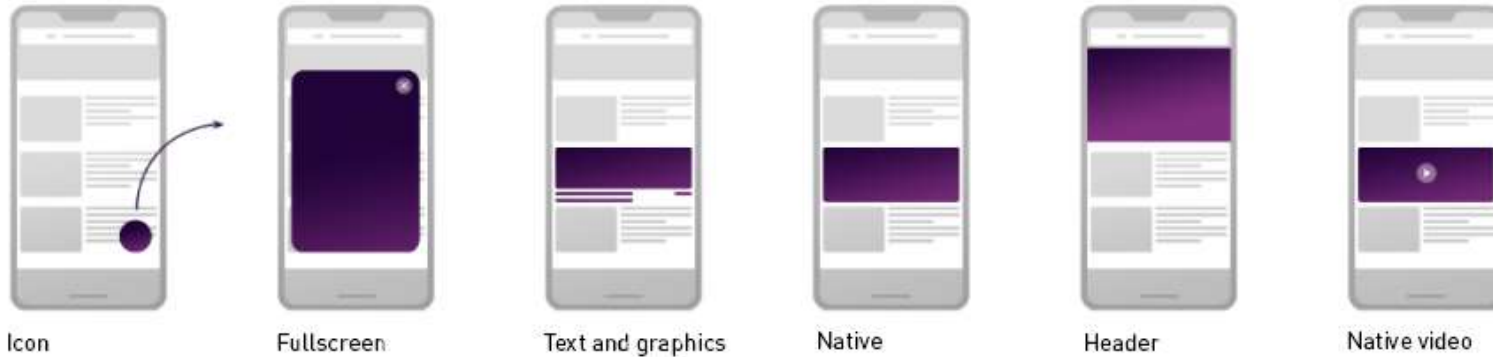 Icon
Fullscreen
Text and graphics
Native
Header
Native video